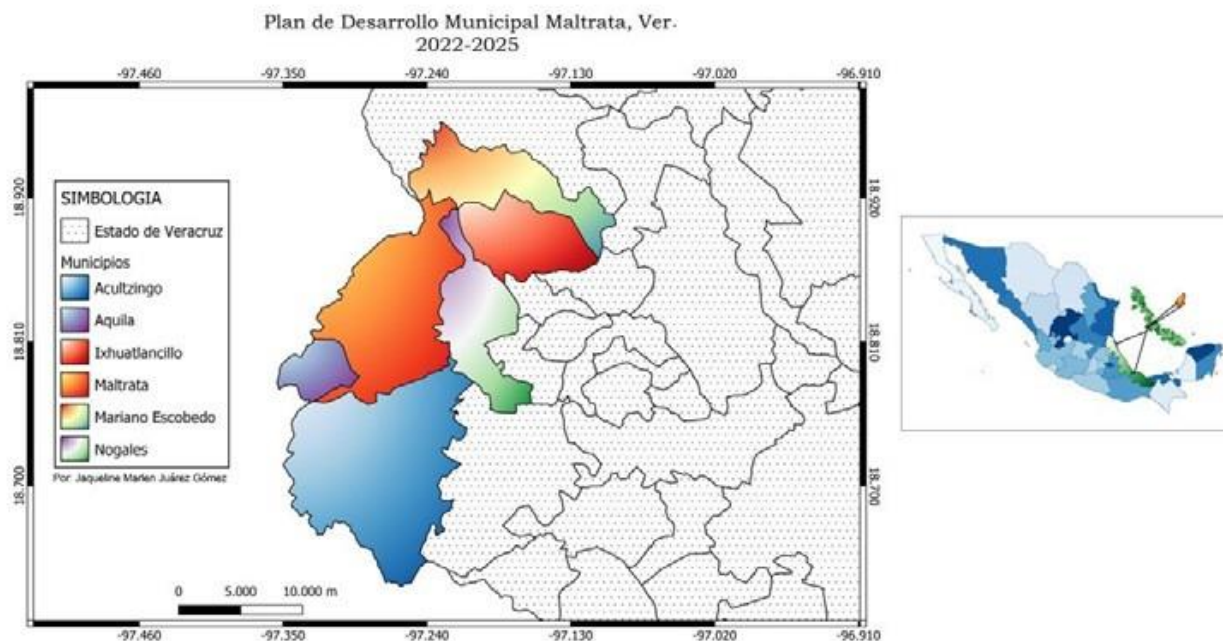 Plan de Desarrollo Municipal Maltrata, Ver.
2022-2025
-97.460 -97.350 -97.240 -97.130 -97.020 -96.910
18.920 18.920
SIMBOLOGIA
Estado de Veracruz
Municipios
Acultzingo
Aquila
Ixhuatlancillo
Maltrata
Mariano Escobedo
Nogales
Por: Jaqueline Marlen Juárez Gómez
18.810 18.810
18.700 18.700
0 5.000 10.000 m
-97.460 -97.350 -97.240 -97.130 -97.020 -96.910